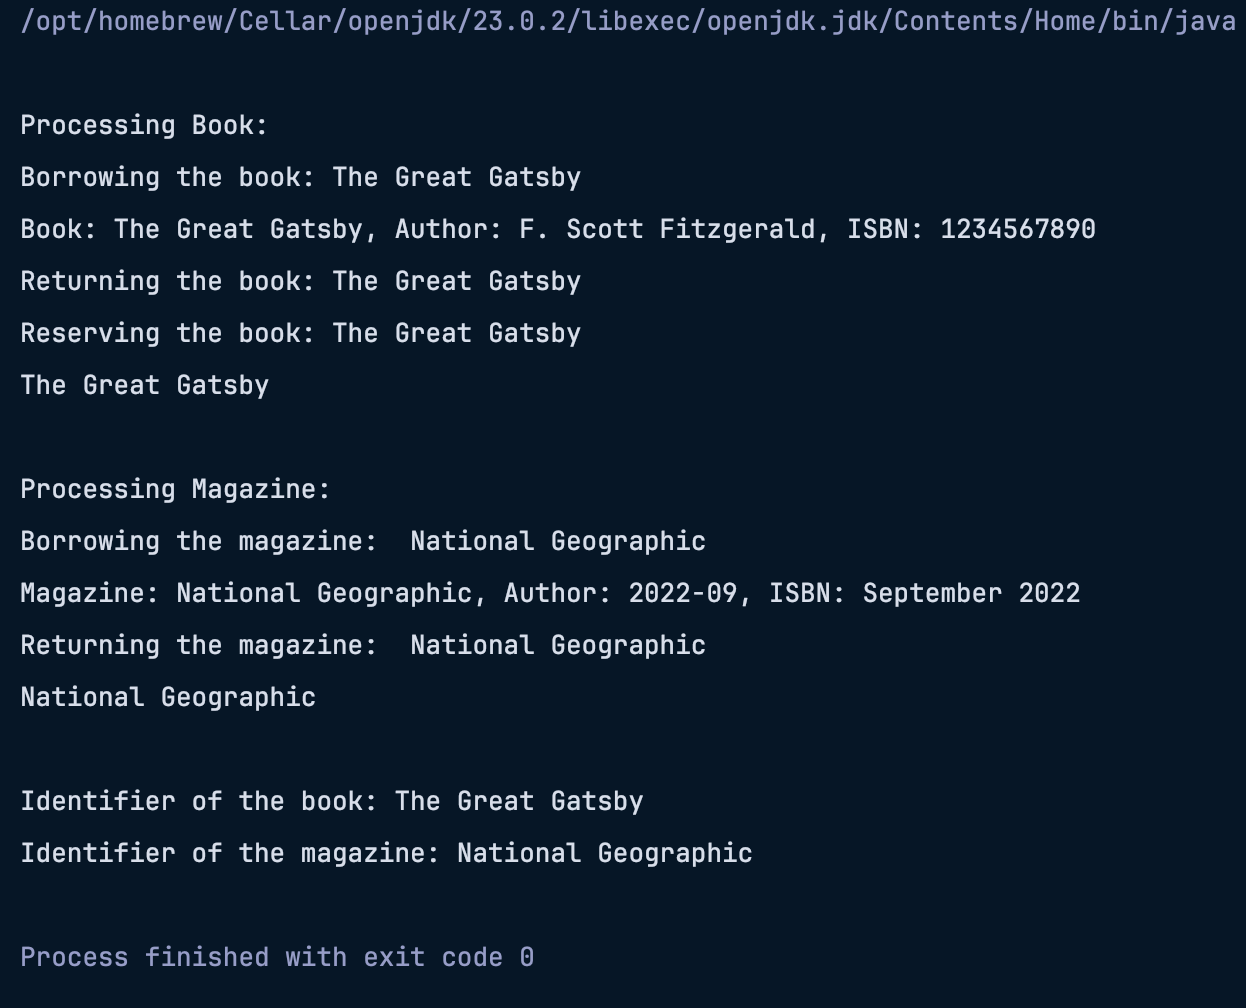 /opt/homebrew/Cellar/openjdk/23.0.2/libexec/openjdk.jdk/Contents/Home/bin/java
Processing Book:
Borrowing the book: The Great Gatsby
Book: The Great Gatsby, Author: F. Scott Fitzgerald, ISBN: 1234567890
Returning the book: The Great Gatsby
Reserving the book: The Great Gatsby
The Great Gatsby
Processing Magazine:
Borrowing the magazine:  National Geographic
Magazine: National Geographic, Author: 2022-09, ISBN: September 2022
Returning the magazine:  National Geographic
National Geographic
Identifier of the book: The Great Gatsby
Identifier of the magazine: National Geographic
Process finished with exit code 0